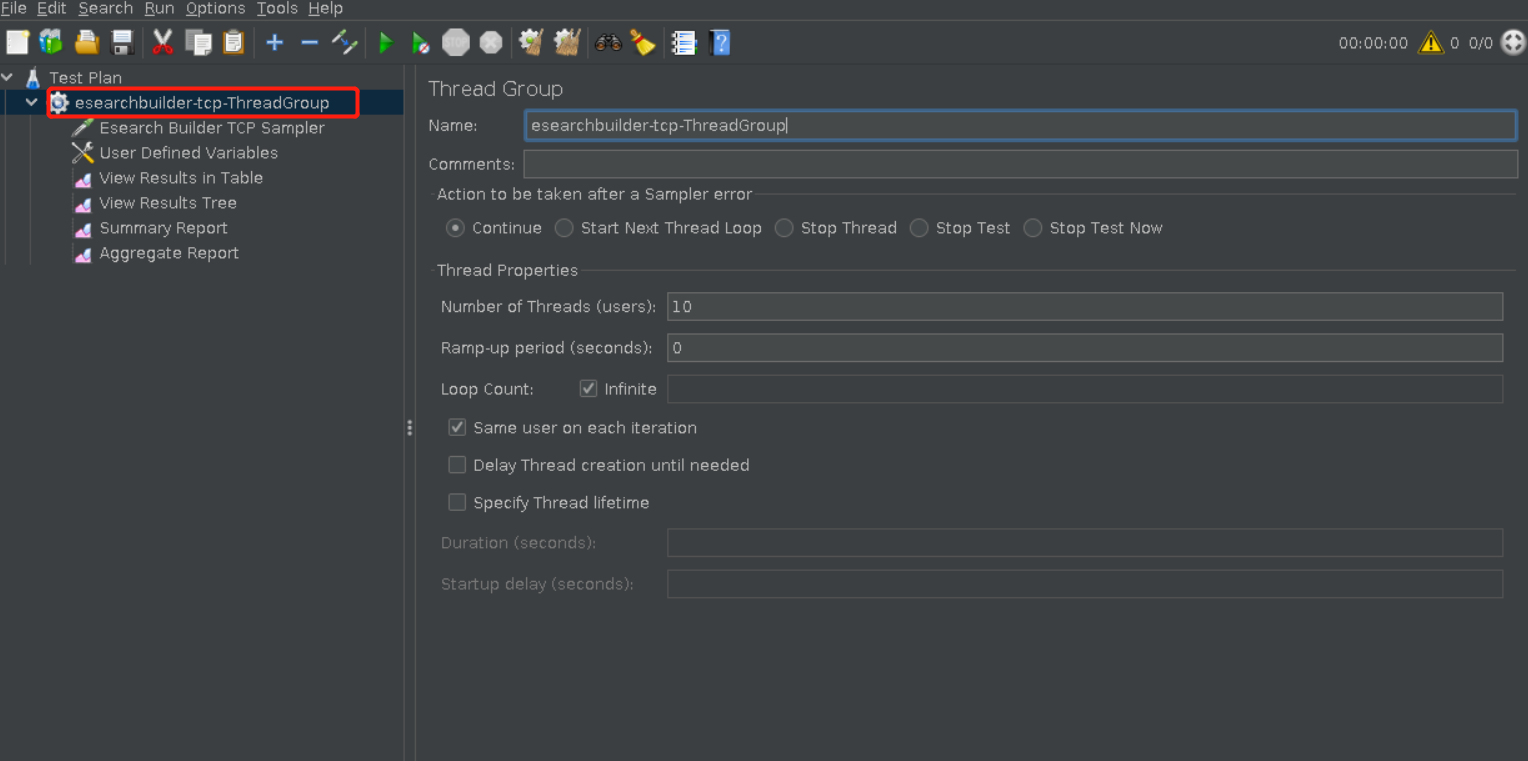 File Edit Search Run Options Tools Help
STOP
00:00:00 0 0/0
Test Plan
esearchbuilder-tcp-ThreadGroup
Esearch Builder TCP Sampler
User Defined Variables
View Results in Table
View Results Tree
Summary Report
Aggregate Report
Thread Group
Name: esearchbuilder-tcp-ThreadGroup
Comments:
Action to be taken after a Sampler error
Continue Start Next Thread Loop Stop Thread Stop Test Stop Test Now
Thread Properties
Number of Threads (users): 10
Ramp-up period (seconds): 0
Loop Count: Infinite
Same user on each iteration
Delay Thread creation until needed
Specify Thread lifetime
Duration (seconds):
Startup delay (seconds):